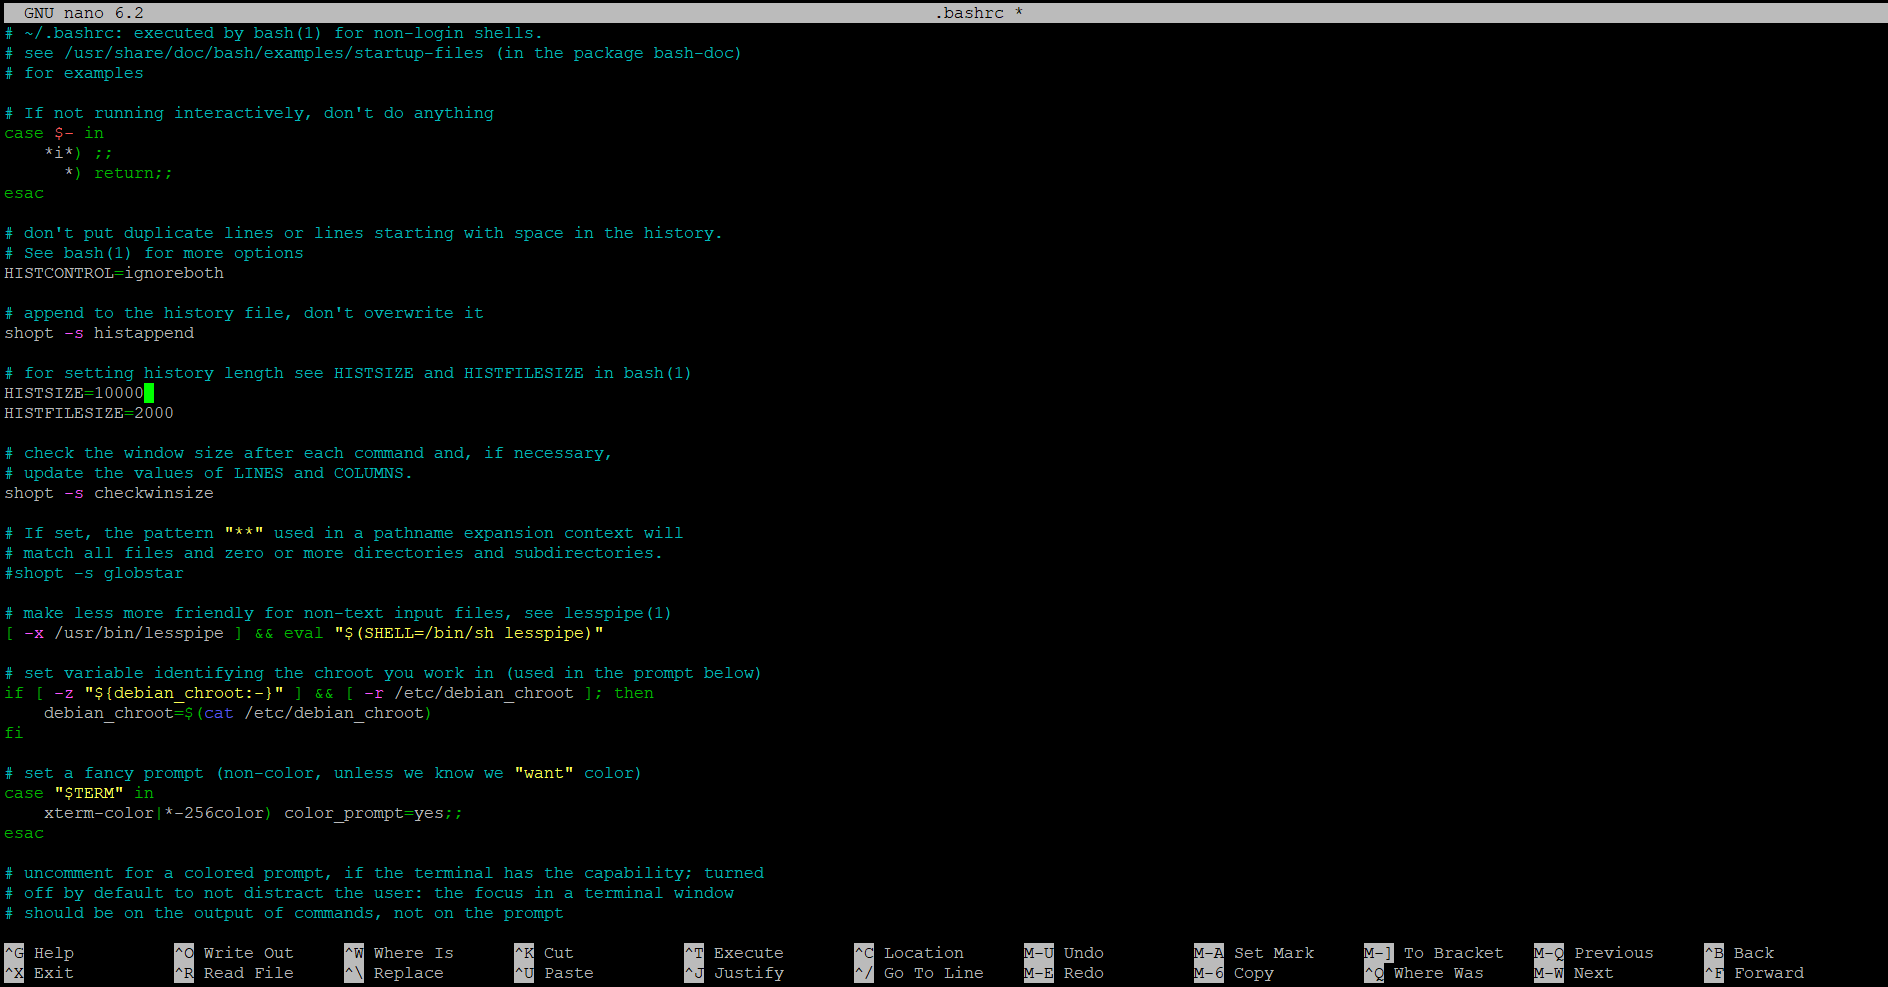 GNU nano 6.2 .bashrc *
# ~/.bashrc: executed by bash(1) for non-login shells.
# see /usr/share/doc/bash/examples/startup-files (in the package bash-doc)
# for examples

# If not running interactively, don't do anything
case $- in
    *i*) ;;
      *) return;;
esac

# don't put duplicate lines or lines starting with space in the history.
# See bash(1) for more options
HISTCONTROL=ignoreboth

# append to the history file, don't overwrite it
shopt -s histappend

# for setting history length see HISTSIZE and HISTFILESIZE in bash(1)
HISTSIZE=10000
HISTFILESIZE=2000

# check the window size after each command and, if necessary,
# update the values of LINES and COLUMNS.
shopt -s checkwinsize

# If set, the pattern "**" used in a pathname expansion context will
# match all files and zero or more directories and subdirectories.
#shopt -s globstar

# make less more friendly for non-text input files, see lesspipe(1)
[ -x /usr/bin/lesspipe ] && eval "$(SHELL=/bin/sh lesspipe)"

# set variable identifying the chroot you work in (used in the prompt below)
if [ -z "${debian_chroot:-}" ] && [ -r /etc/debian_chroot ]; then
    debian_chroot=$(cat /etc/debian_chroot)
fi

# set a fancy prompt (non-color, unless we know we "want" color)
case "$TERM" in
    xterm-color|*-256color) color_prompt=yes;;
esac

# uncomment for a colored prompt, if the terminal has the capability; turned
# off by default to not distract the user: the focus in a terminal window
# should be on the output of commands, not on the prompt

^G Help ^O Write Out ^W Where Is ^K Cut ^T Execute ^C Location M-U Undo M-A Set Mark M-] To Bracket M-Q Previous ^B Back
^X Exit ^R Read File ^\ Replace ^U Paste ^J Justify ^/ Go To Line M-E Redo M-6 Copy ^Q Where Was M-W Next ^F Forward